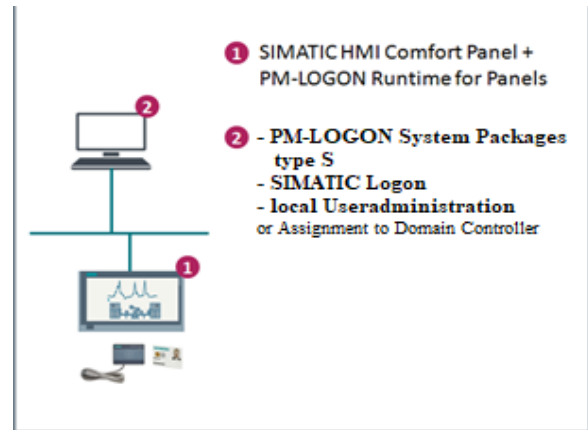 1 SIMATIC HMI Comfort Panel +
PM-LOGON Runtime for Panels
2 - PM-LOGON System Packages
type S
- SIMATIC Logon
- local Useradministration
or Assignment to Domain Controller
2
1